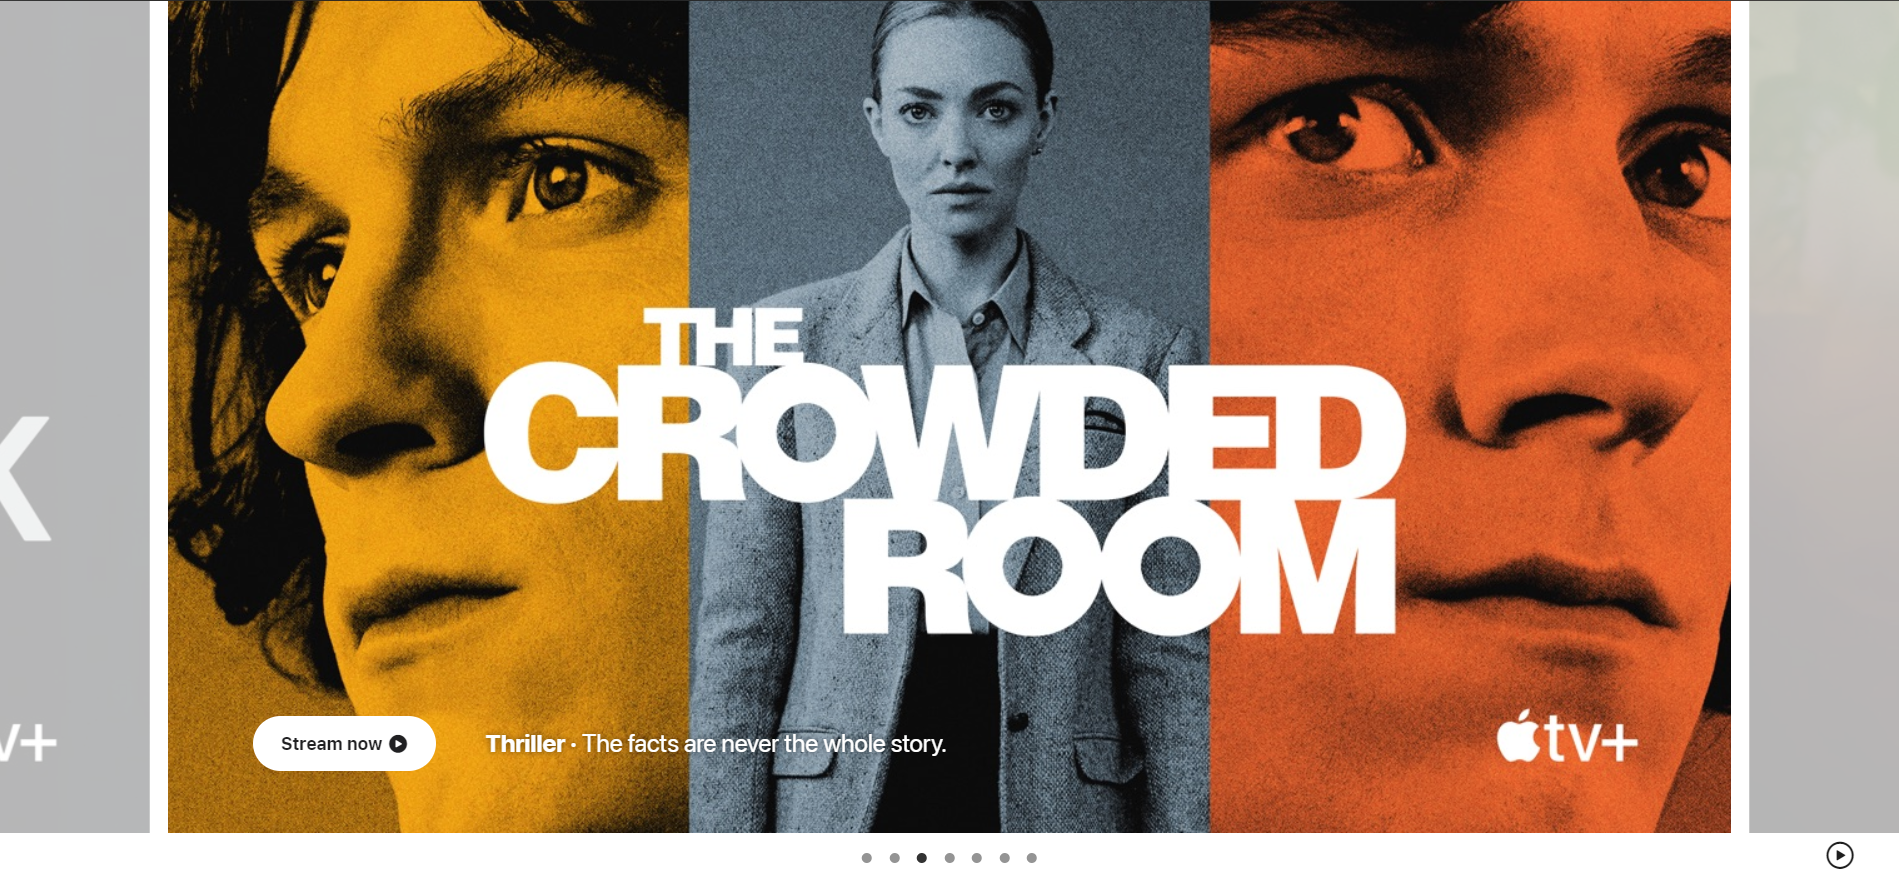 THE
CROWDED
ROOM
Stream now
Thriller · The facts are never the whole story.
tv+
v+